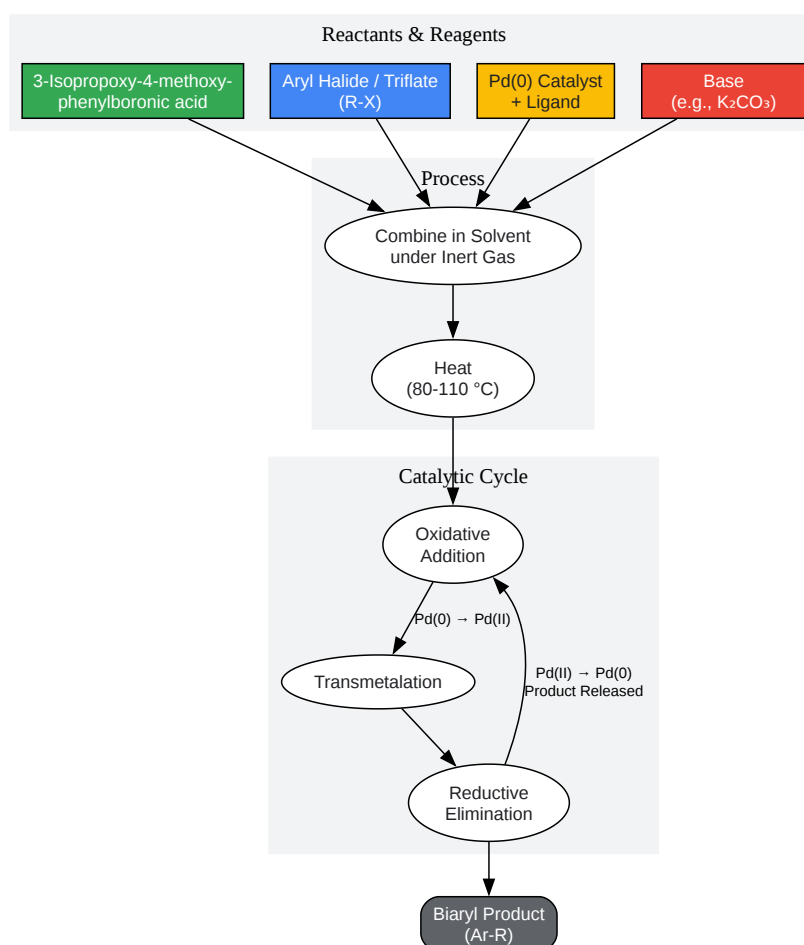 Reactants & Reagents
3-Isopropoxy-4-methoxy-
phenylboronic acid
Aryl Halide / Triflate
(R-X)
Pd(0) Catalyst
+ Ligand
Base
(e.g., K₂CO₃)
Process
Combine in Solvent
under Inert Gas
Heat
(80-110 °C)
Catalytic Cycle
Oxidative
Addition
Pd(0) → Pd(II)
Transmetalation
Pd(II) → Pd(0)
Product Released
Reductive
Elimination
Biaryl Product
(Ar-R)